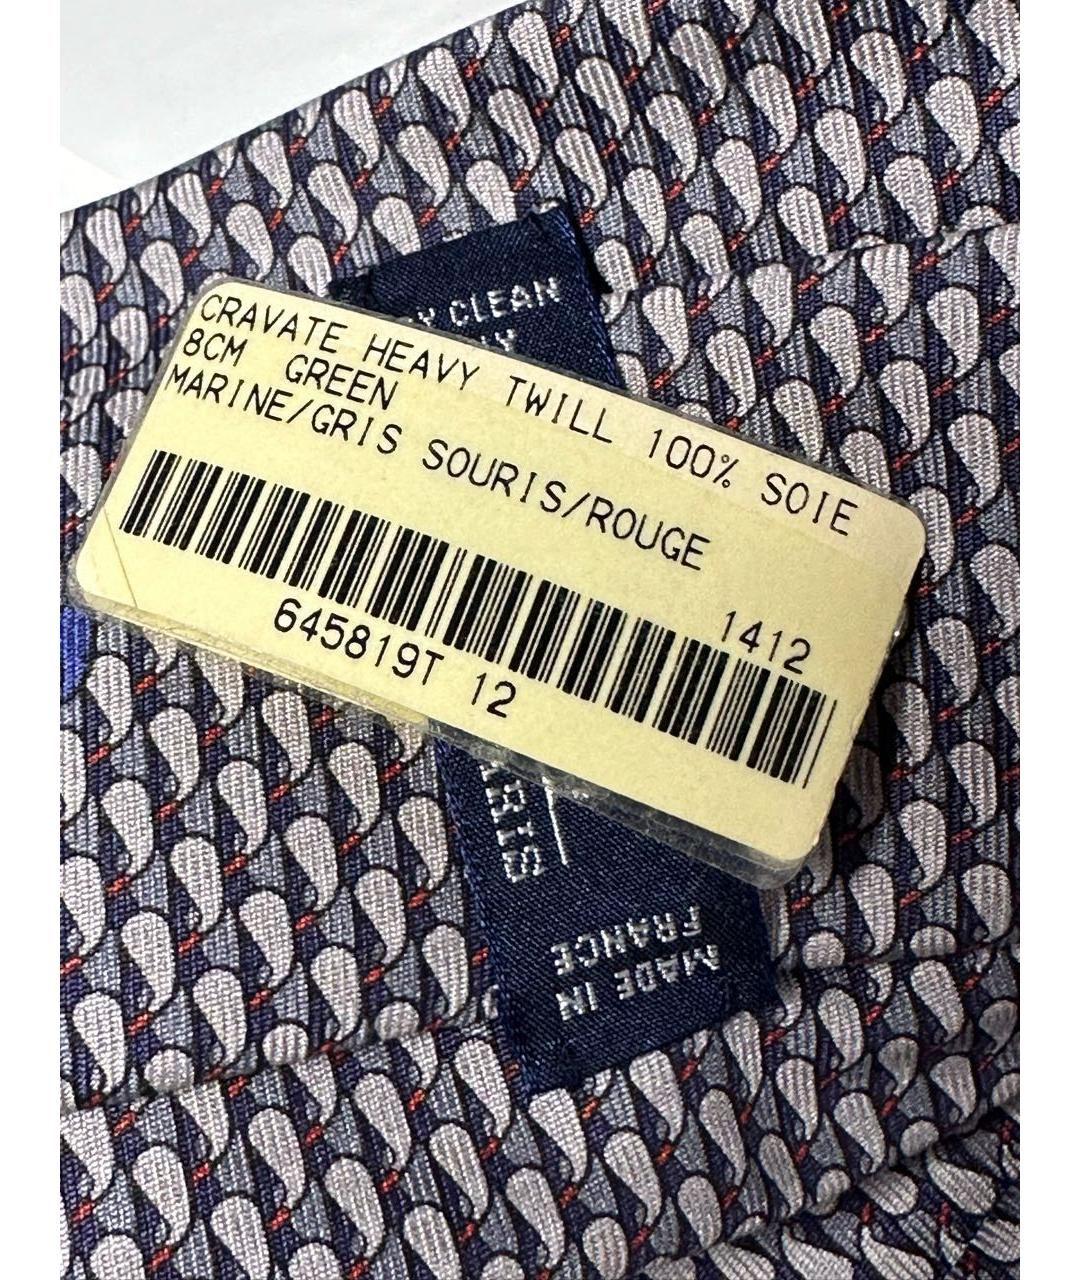 CLEAN
CRAVATE HEAVY TWILL 100% SOIE
8CM GREEN
MARINE/GRIS SOURIS/ROUGE
1412
645819T 12
MADE IN
FRANCE